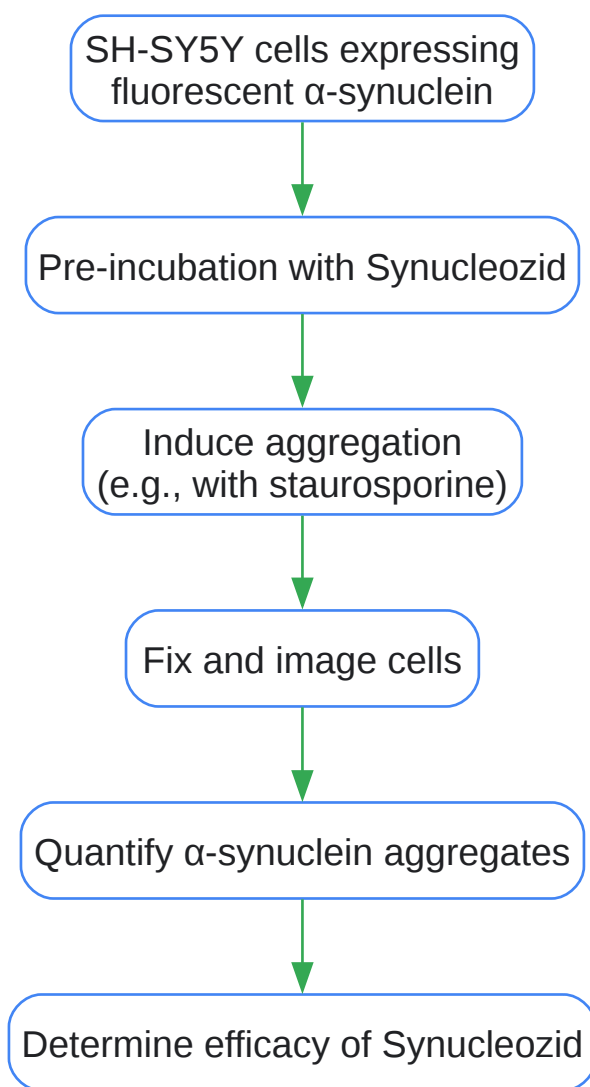 SH-SY5Y cells expressing
fluorescent α-synuclein
Pre-incubation with Synucleozid
Induce aggregation
(e.g., with staurosporine)
Fix and image cells
Quantify α-synuclein aggregates
Determine efficacy of Synucleozid